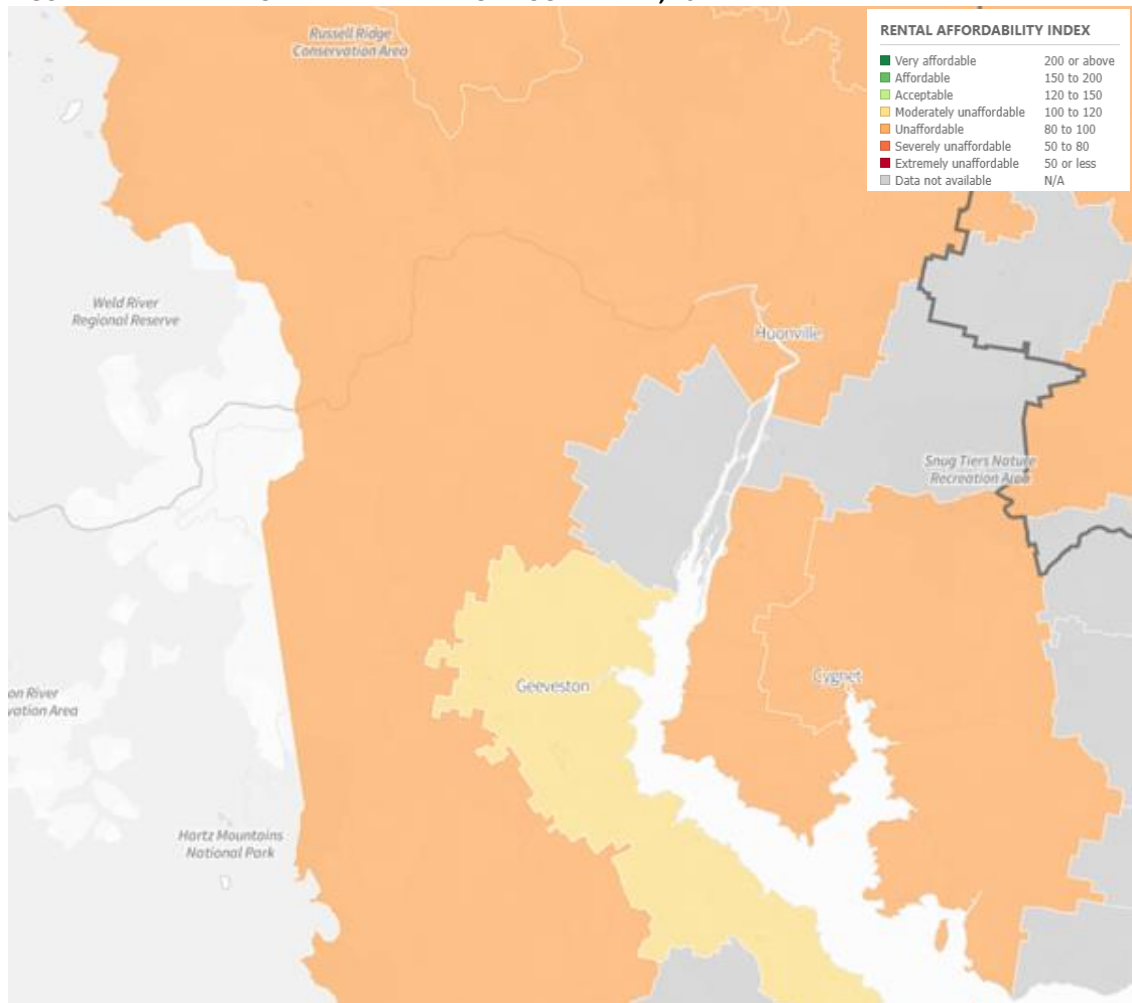 Russell Ridge
Conservation Area
RENTAL AFFORDABILITY INDEX
Very affordable 200 or above
Affordable 150 to 200
Acceptable 120 to 150
Moderately unaffordable 100 to 120
Unaffordable 80 to 100
Severely unaffordable 50 to 80
Extremely unaffordable 50 or less
Data not available N/A
Weld River
Regional Reserve
Huonville
Snug Tiers Nature
Recreation Area
Geeveston
Cygnet
on River
vation Area
Hartz Mountains
National Park